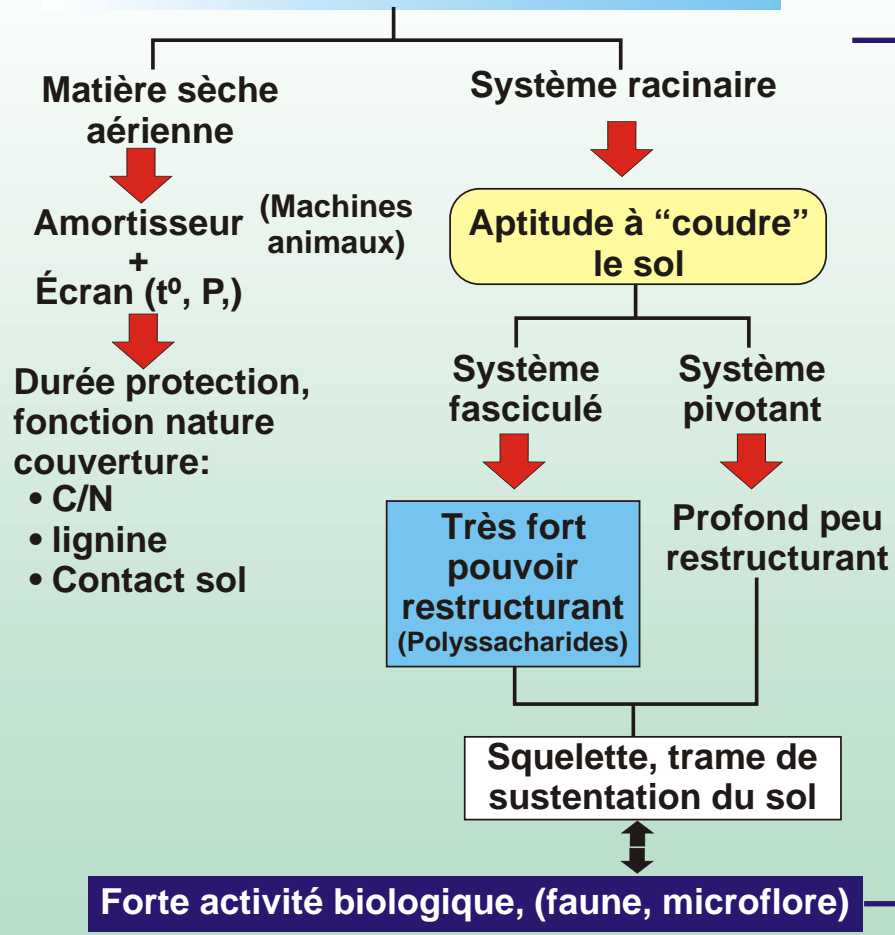 Matière sèche
aérienne
Amortisseur
+
Écran (tº, P,)
(Machines
animaux)
Durée protection,
fonction nature
couverture:
• C/N
• lignine
• Contact sol
Système racinaire
Aptitude à “coudre”
le sol
Système
fasciculé
Système
pivotant
Très fort
pouvoir
restructurant
(Polyssacharides)
Profond peu
restructurant
Squelette, trame de
sustentation du sol
Forte activité biologique, (faune, microflore)